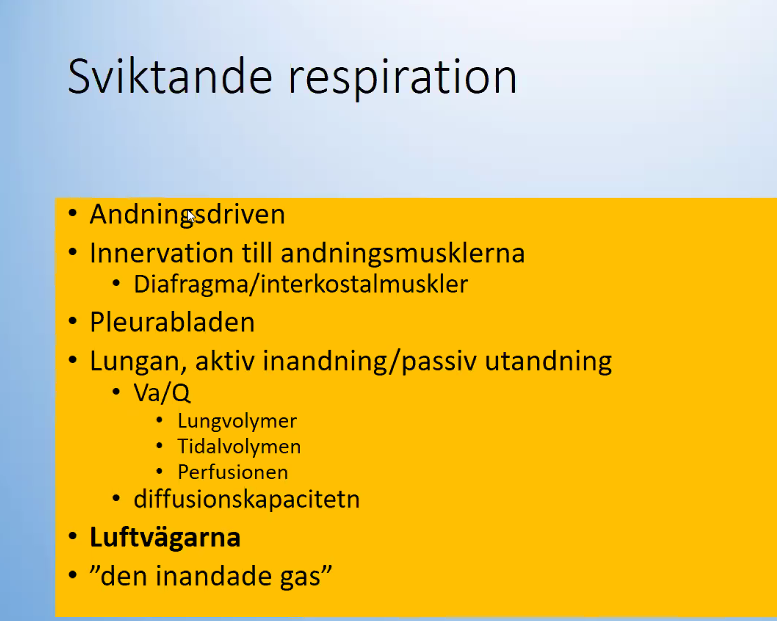 Sviktande respiration
• Andningsdriven
• Innervation till andningsmusklerna
• Diafragma/interkostalmuskler
• Pleurabladen
• Lungan, aktiv inandning/passiv utandning
• Va/Q
• Lungvolymer
• Tidalvolymen
• Perfusionen
• diffusionskapacitetn
• Luftvägarna
• ”den inandade gas”